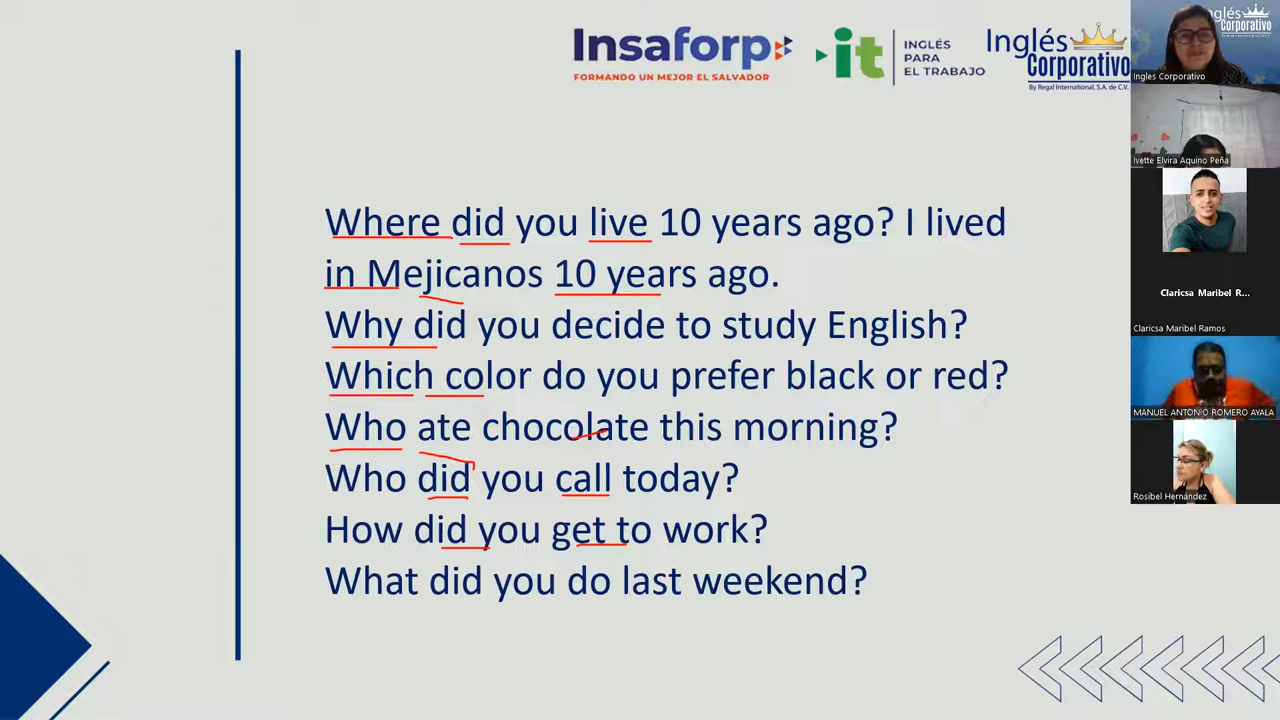 Insaforp
FORMANDO UN MEJOR EL SALVADOR
it
INGLÉS
PARA
EL TRABAJO
Inglés
Corporativo
By Regal International, S.A. de C.V.
Where did you live 10 years ago? I lived
in Mejicanos 10 years ago.
Why did you decide to study English?
Which color do you prefer black or red?
Who ate chocolate this morning?
Who did you call today?
How did you get to work?
What did you do last weekend?
Inglés
Corporativo
Ingles Corporativo
Ivette Elvira Aquino Peña
Claricsa Maribel R...
Claricsa Maribel Ramos
MANUEL ANTONIO ROMERO AYALA
Rosibel Hernández